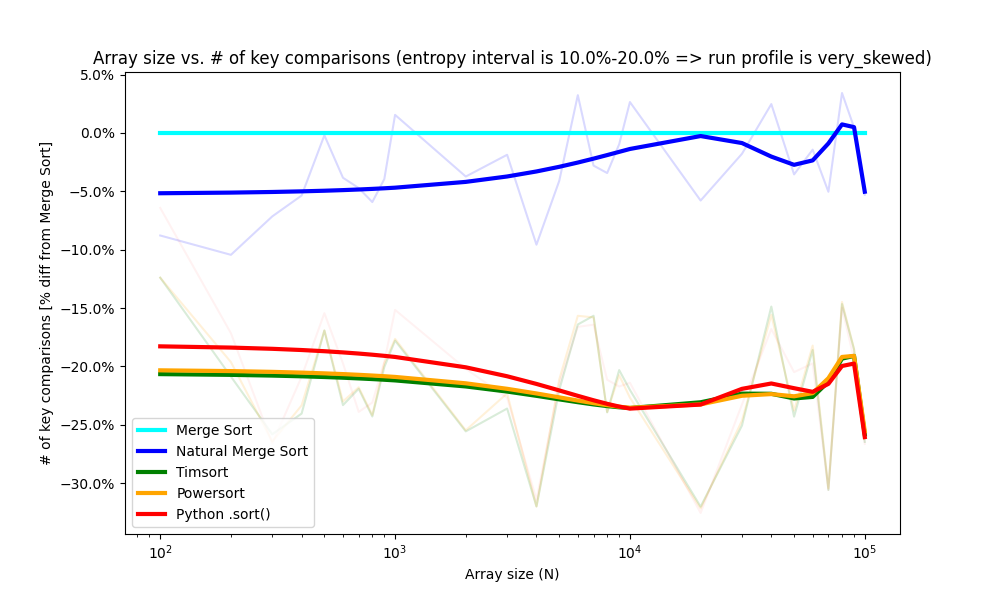 Array size vs. # of key comparisons (entropy interval is 10.0%-20.0% => run profile is very_skewed)
# of key comparisons [% diff from Merge Sort]
5.0%
0.0%
−5.0%
−10.0%
−15.0%
−20.0%
−25.0%
−30.0%
Merge Sort
Natural Merge Sort
Timsort
Powersort
Python .sort()
10² 10³ 10⁴ 10⁵
Array size (N)